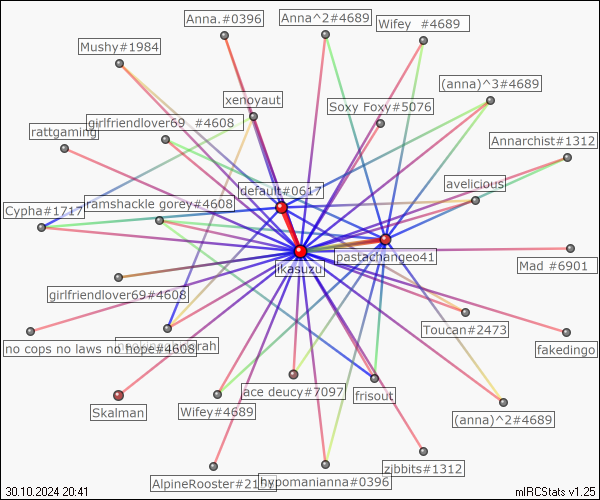 Anna.#0396
Anna^2#4689
Wifey #4689
Mushy#1984
(anna)^3#4689
xenoyaut
Soxy Foxy#5076
girlfriendlover69 #4608
rattgaming
Annarchist#1312
default#0617
avelicious
Cypha#1717
amshackle gorey#4608
pastachangeo41
ikasuzu
Mad #6901
girlfriendlover69#4608
Toucan#2473
no cops no laws no hope#4608
rah
fakedingo
ace deucy#7097
frisout
Skalman
Wifey#4689
(anna)^2#4689
zibbits#1312
AlpineRooster#21
hypomanianna#0396
30.10.2024 20:41
mIRCStats v1.25